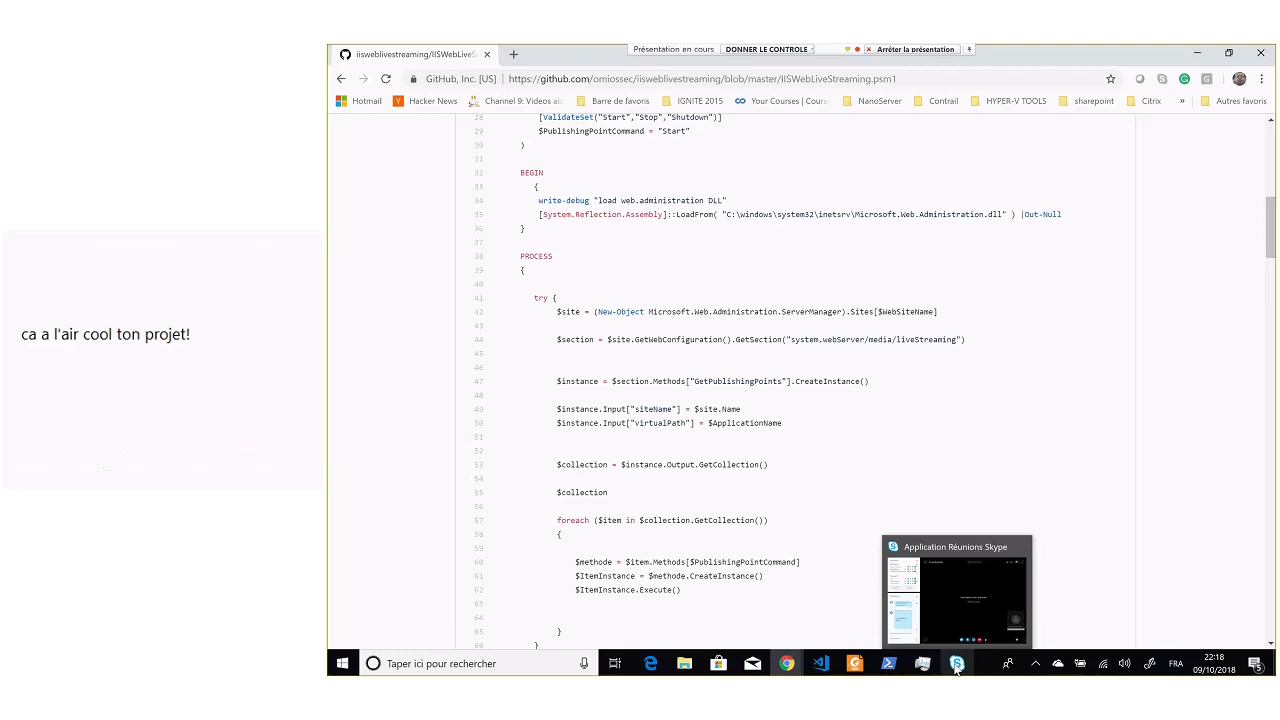 ca a l'air cool ton projet!
iisweblivestreaming/IISWebLiveS
Présentation en cours DONNER LE CONTROLE Arrêter la présentation
GitHub, Inc. [US] https://github.com/omiossec/iisweblivestreaming/blob/master/IISWebLiveStreaming.psm1
Hotmail Hacker News Channel 9: Videos ab Barre de favoris IGNITE 2015 Your Courses | Cours NanoServer Contrail HYPER-V TOOLS sharepoint Citrix » Autres favoris
28 [ValidateSet("Start","Stop","Shutdown")]
29 $PublishingPointCommand = "Start"
30 )
31
32 BEGIN
33 {
34 write-debug "load web.administration DLL"
35 [System.Reflection.Assembly]::LoadFrom( "C:\windows\system32\inetsrv\Microsoft.Web.Administration.dll" ) |Out-Null
36 }
37
38 PROCESS
39 {
40
41 try {
42 $site = (New-Object Microsoft.Web.Administration.ServerManager).Sites[$WebSiteName]
43
44 $section = $site.GetWebConfiguration().GetSection("system.webServer/media/liveStreaming")
45
46
47 $instance = $section.Methods["GetPublishingPoints"].CreateInstance()
48
49 $instance.Input["siteName"] = $site.Name
50 $instance.Input["virtualPath"] = $ApplicationName
51
52
53 $collection = $instance.Output.GetCollection()
54
55 $collection
56
57 foreach ($item in $collection.GetCollection())
58 {
59
60 $methode = $item.Methods[$PublishingPointCommand]
61 $ItemInstance = $methode.CreateInstance()
62 $ItemInstance.Execute()
63
64
65 }
66 }
Application Réunions Skype
Taper ici pour rechercher
FRA
22:18
09/10/2018
5